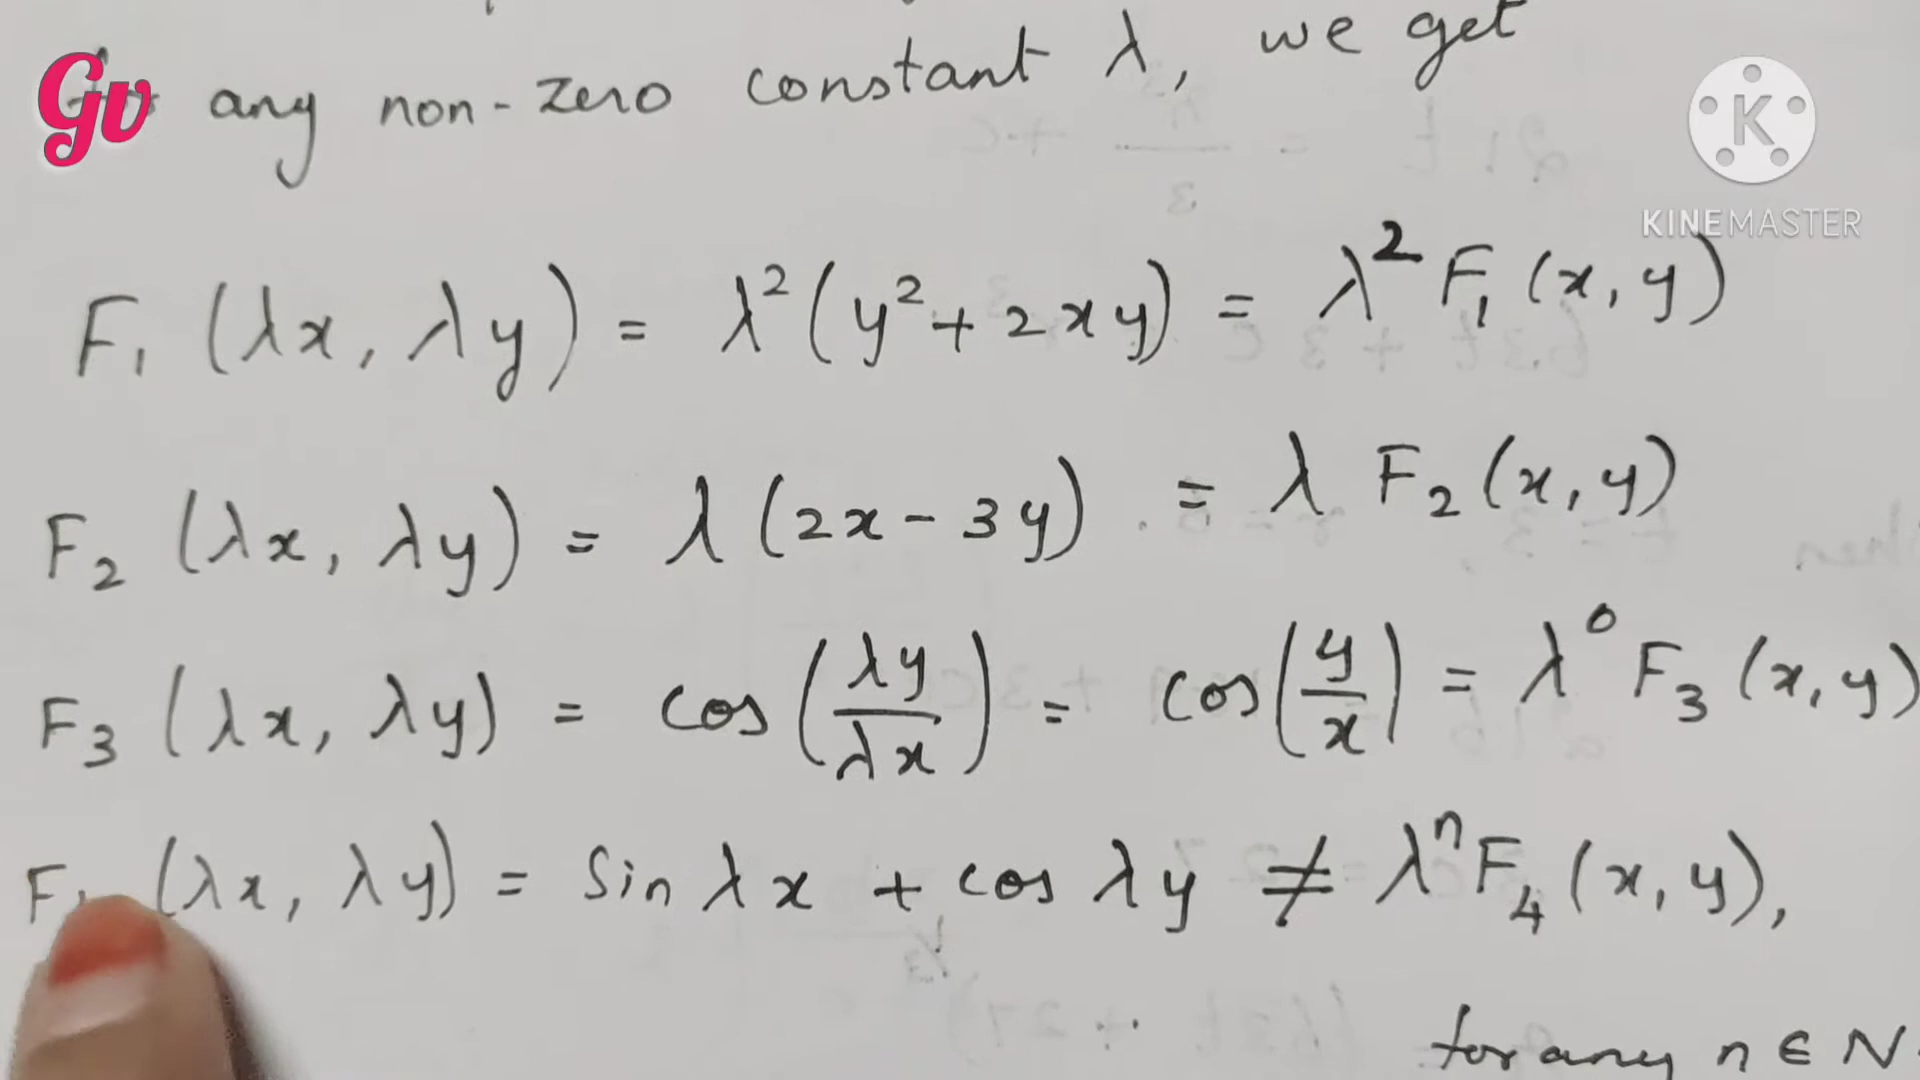 Gv
any non-zero constant λ, we get
K
KINEMASTER
F₁ (λx, λy) = λ² (y² + 2xy) = λ² F₁ (x, y)
F₂ (λx, λy) = λ (2x - 3y) = λ F₂ (x, y)
F₃ (λx, λy) = cos (λy/λx) = cos (y/x) = λ⁰ F₃ (x, y)
F (λx, λy) = Sin λx + cos λy ≠ λⁿ F₄ (x, y),
for any n ∈ N.